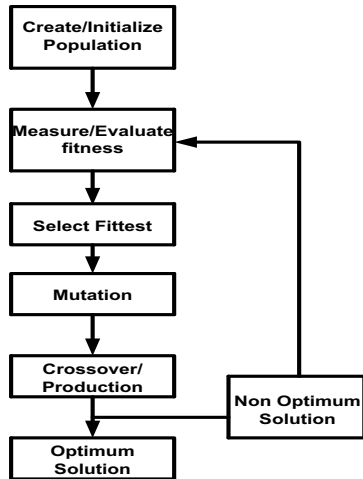 Create/Initialize
Population
Measure/Evaluate
fitness
Select Fittest
Mutation
Crossover/
Production
Non Optimum
Solution
Optimum
Solution